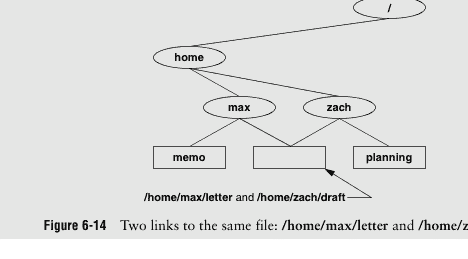 /
home
max zach
memo planning
/home/max/letter and /home/zach/draft
Figure 6-14 Two links to the same file: /home/max/letter and /home/z